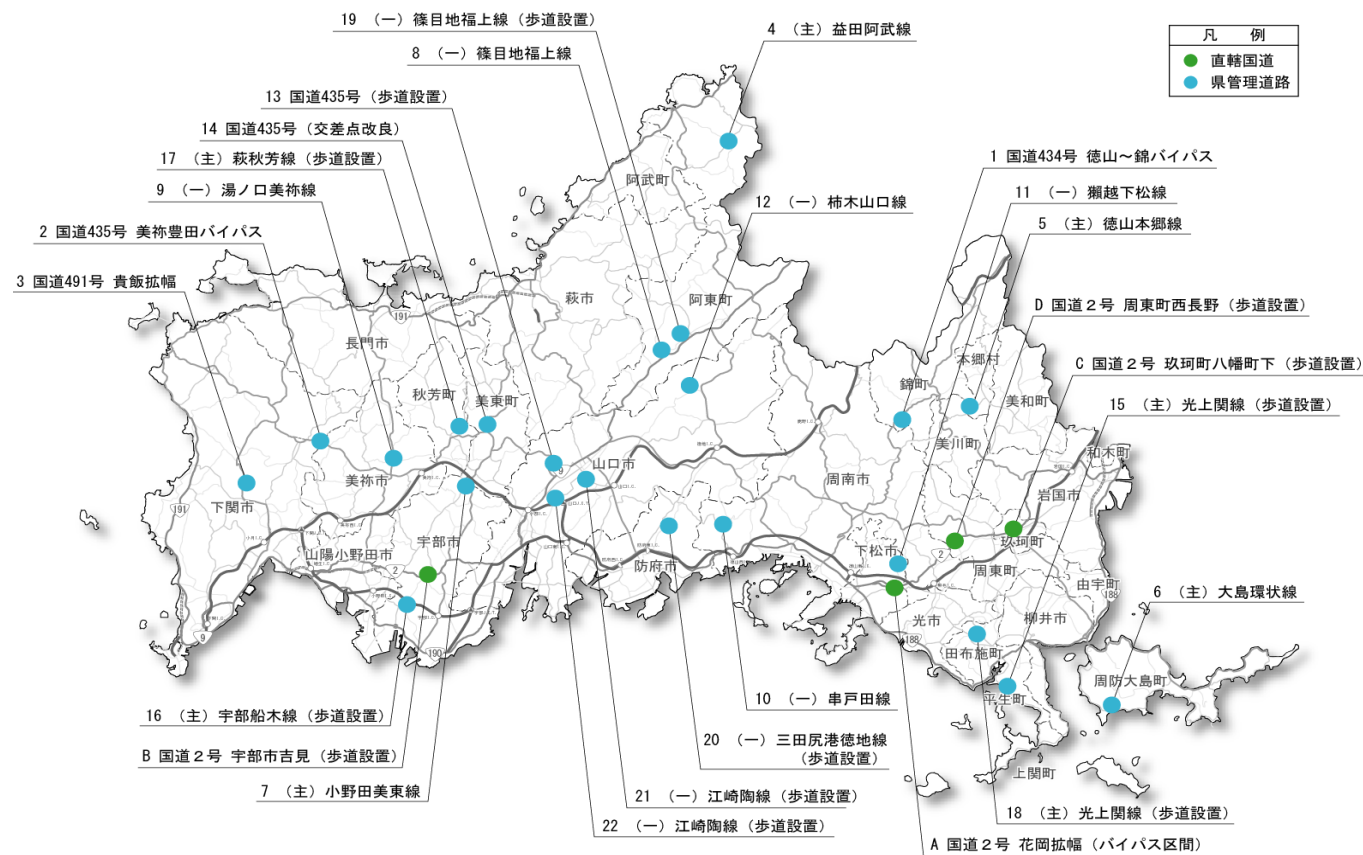 19 （一）篠目地福上線（歩道設置）
4 （主）益田阿武線
凡　例
直轄国道
県管理道路
8 （一）篠目地福上線
13 国道435号（歩道設置）
14 国道435号（交差点改良）
17 （主）萩秋芳線（歩道設置）
9 （一）湯ノ口美祢線
2 国道435号 美祢豊田バイパス
3 国道491号 貴飯拡幅
1 国道434号 徳山～錦バイパス
11 （一）獺越下松線
12 （一）柿木山口線
5 （主）徳山本郷線
D 国道２号 周東町西長野（歩道設置）
C 国道２号 玖珂町八幡町下（歩道設置）
15 （主）光上関線（歩道設置）
阿武町
萩市
阿東町
191
長門市
秋芳町
美東町
本郷村
錦町
美和町
美川町
和木町
山口市
9
周南市
岩国市
美祢市
下関市
191
宇部市
山陽小野田市
2
防府市
下松市
2
玖珂町
周東町
由宇町
188
光市
柳井市
188
田布施町
9
190
平生町
周防大島町
上関町
6 （主）大島環状線
16 （主）宇部船木線（歩道設置）
B 国道２号 宇部市吉見（歩道設置）
7 （主）小野田美東線
10 （一）串戸田線
20 （一）三田尻港徳地線
（歩道設置）
21 （一）江崎陶線（歩道設置）
22 （一）江崎陶線（歩道設置）
18 （主）光上関線（歩道設置）
A 国道２号 花岡拡幅（バイパス区間）